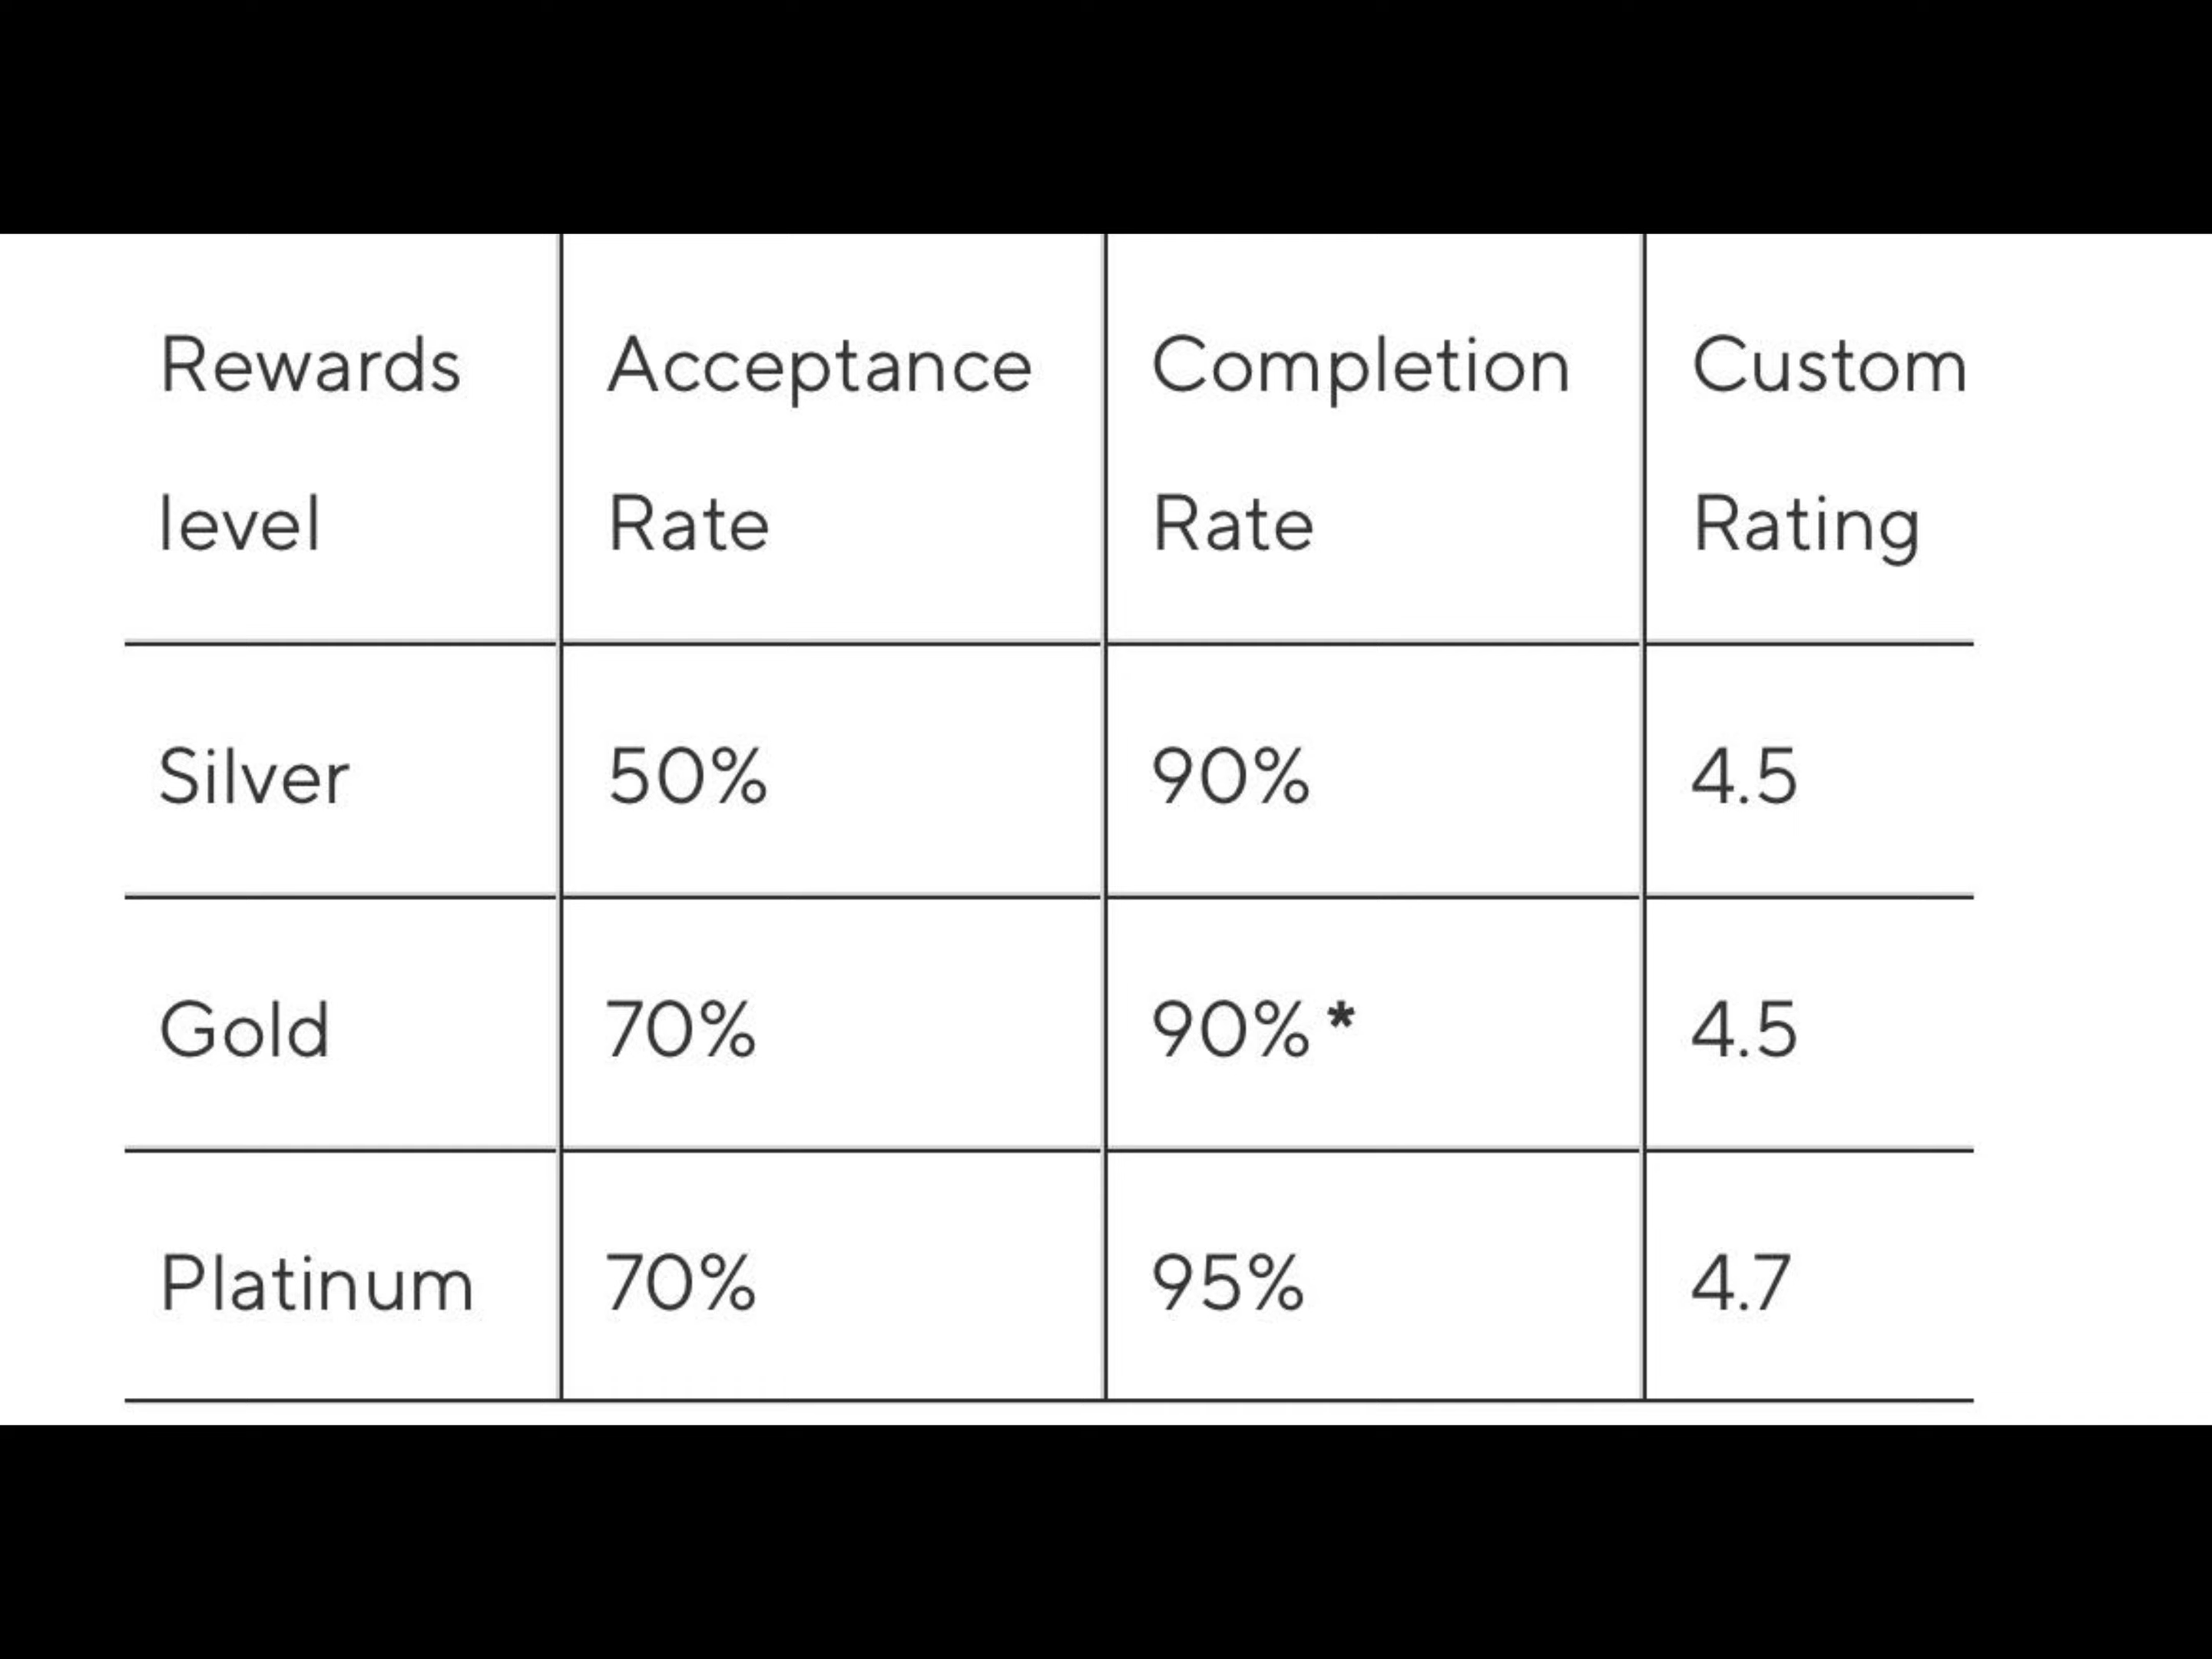 Rewards level | Acceptance Rate | Completion Rate | Custom Rating
Silver | 50% | 90% | 4.5
Gold | 70% | 90% * | 4.5
Platinum | 70% | 95% | 4.7